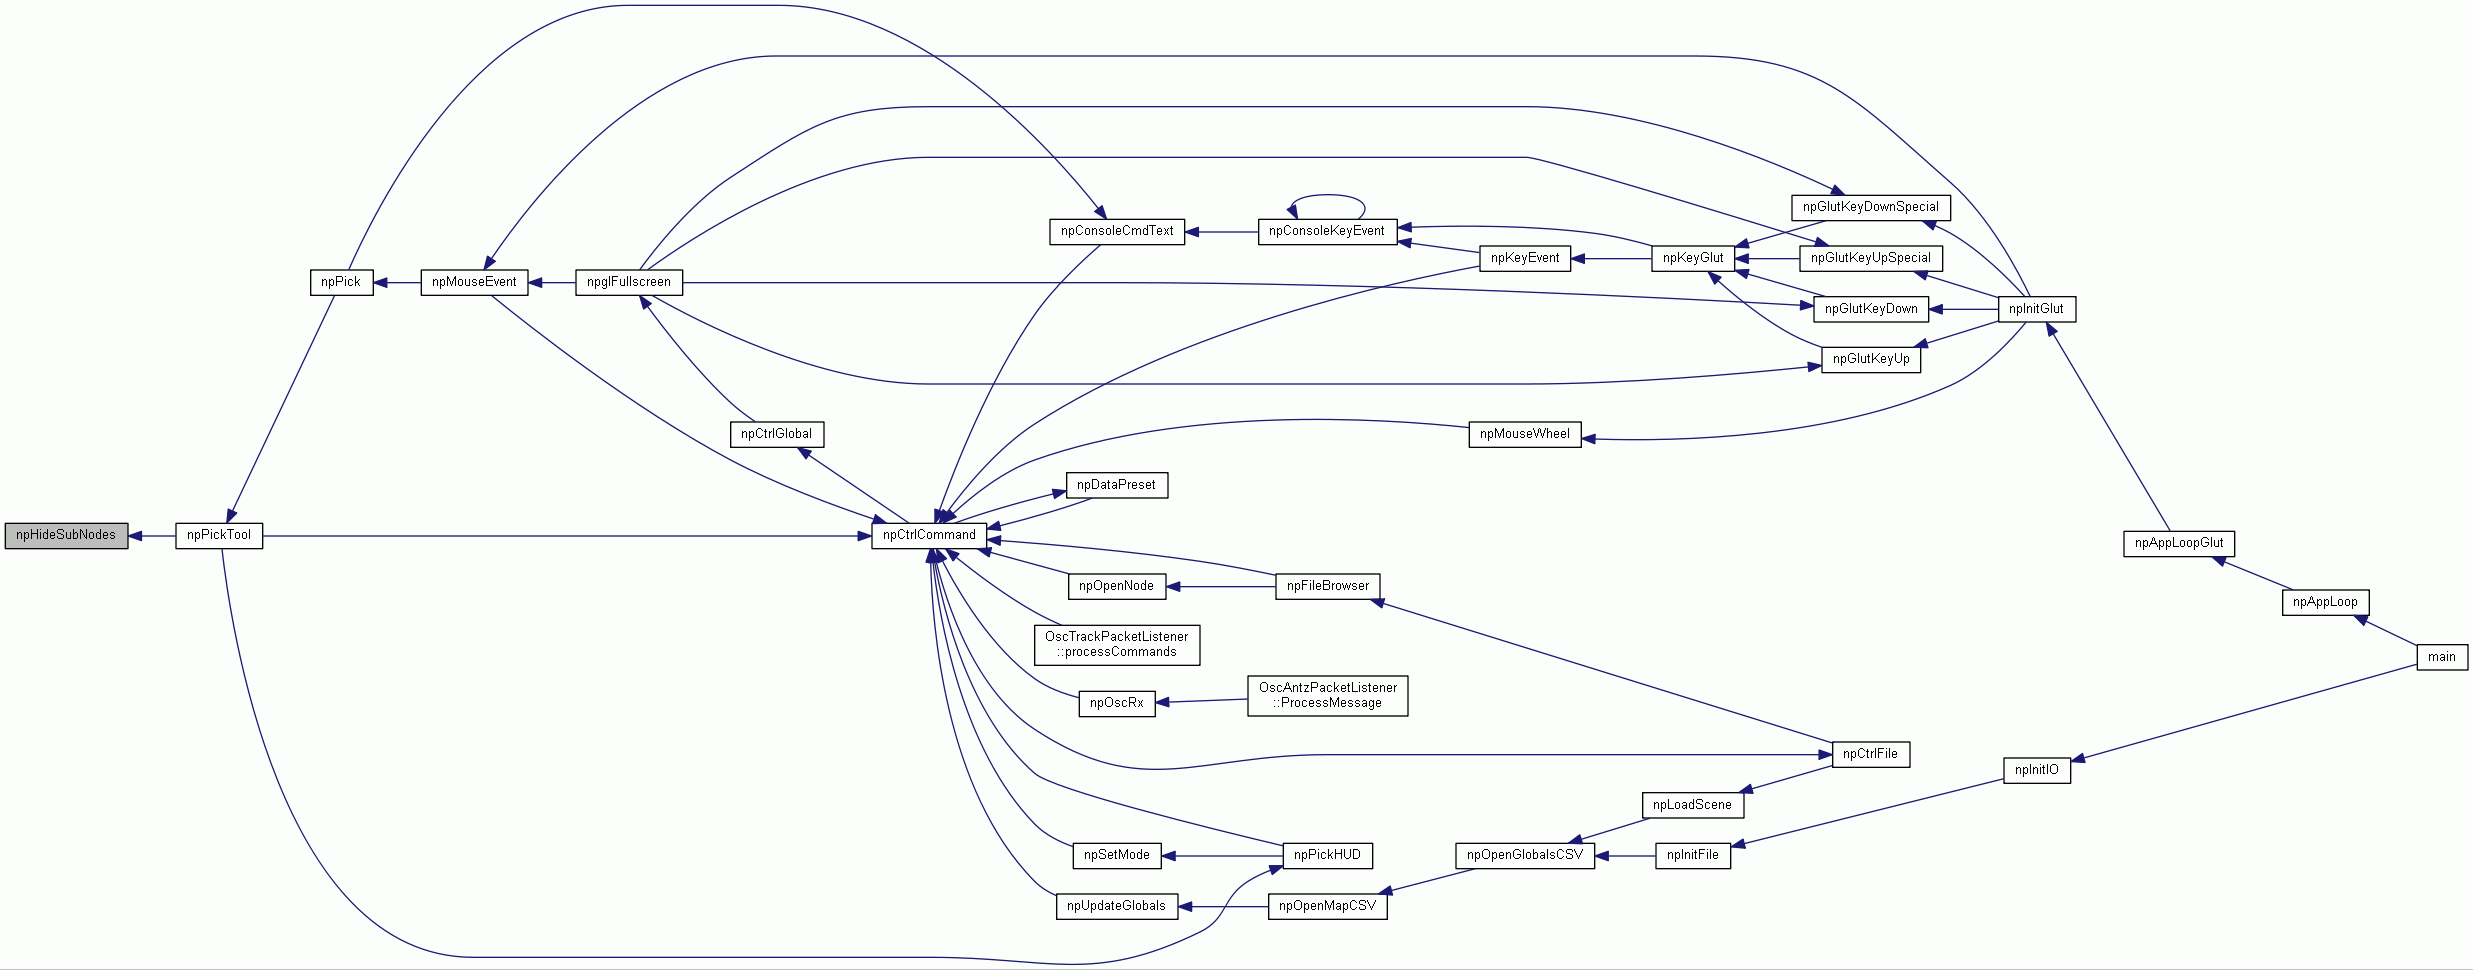 npConsoleCmdText
npConsoleKeyEvent
npGlutKeyDownSpecial
npKeyEvent
npKeyGlut
npGlutKeyUpSpecial
npPick
npMouseEvent
npglFullscreen
npGlutKeyDown
npInitGlut
npGlutKeyUp
npCtrlGlobal
npMouseWheel
npDataPreset
npHideSubNodes
npPickTool
npCtrlCommand
npAppLoopGlut
npOpenNode
npFileBrowser
npAppLoop
OscTrackPacketListener
::processCommands
main
OscAntzPacketListener
::ProcessMessage
npOscRx
npCtrlFile
npInitIO
npLoadScene
npSetMode
npPickHUD
npOpenGlobalsCSV
npInitFile
npUpdateGlobals
npOpenMapCSV